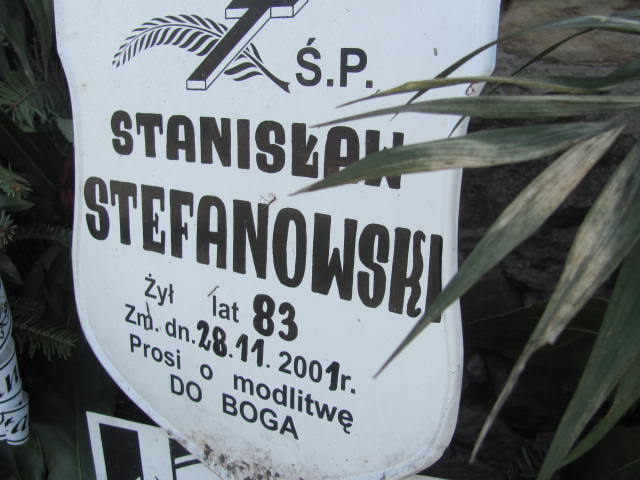 Ś.P.
STANISŁAW
STEFANOWSKI
Żył lat 83
Zm. dn. 28.11.2001r.
Prosi o modlitwę
DO BOGA